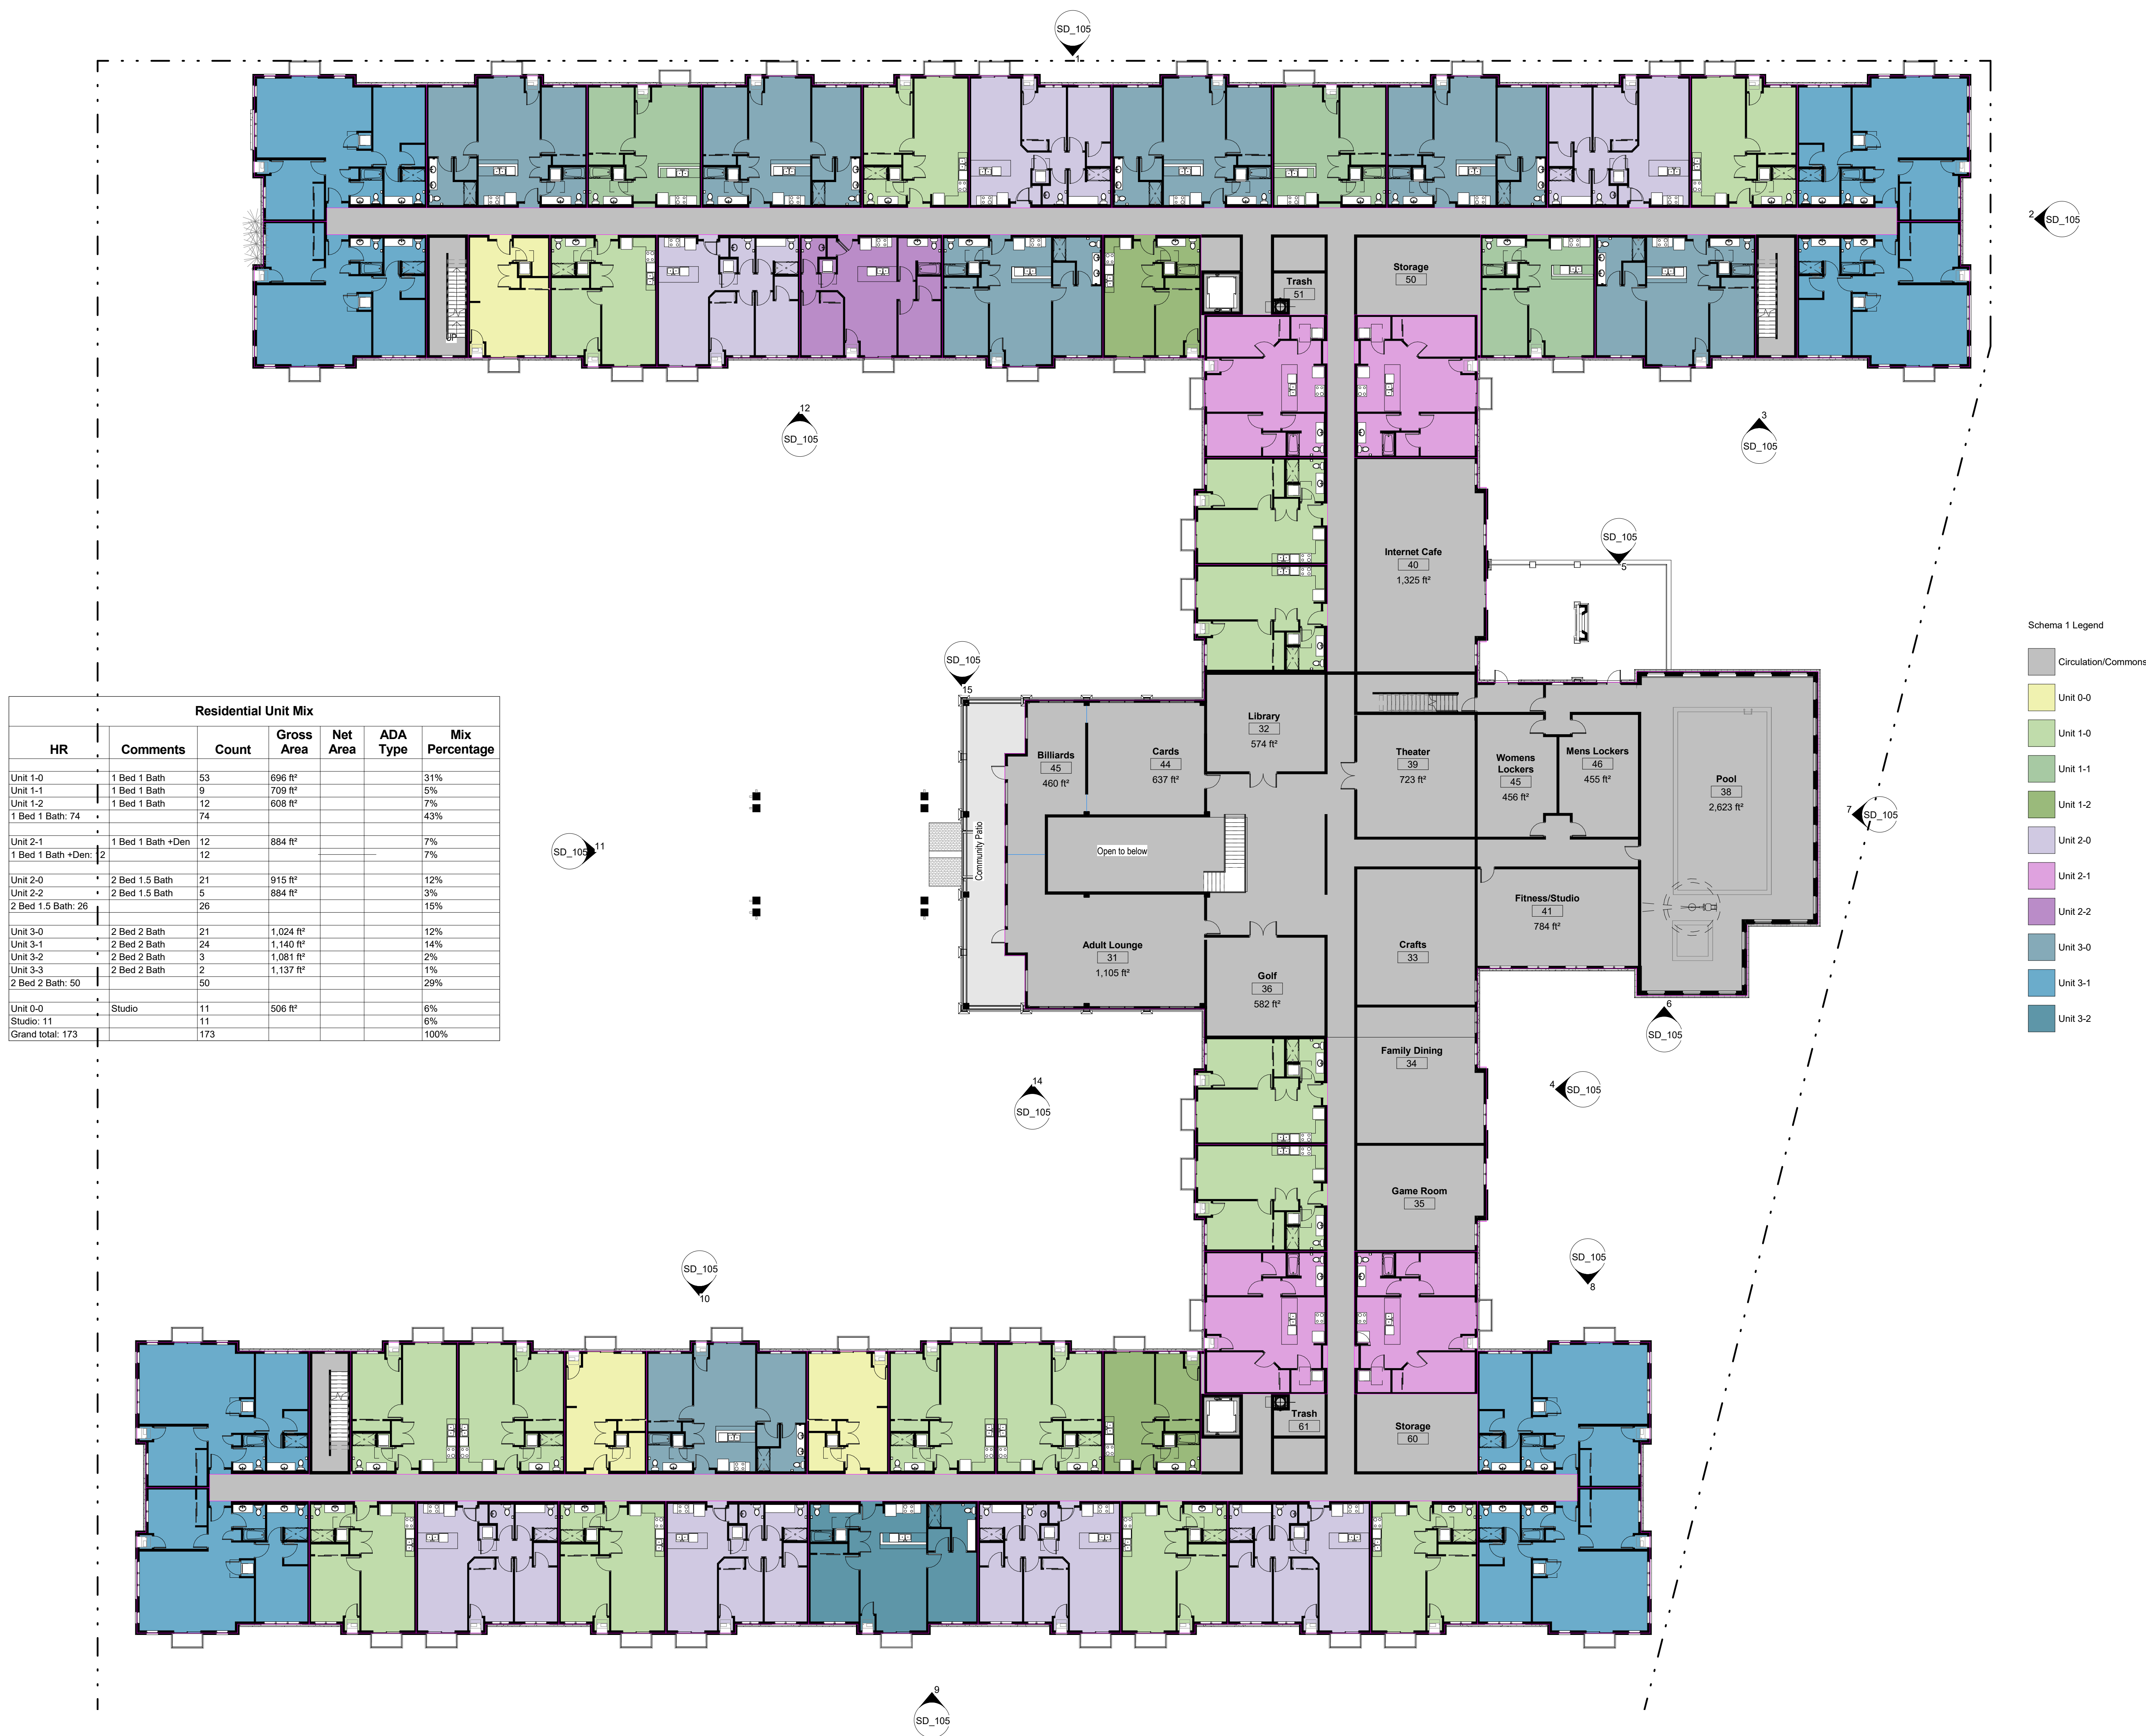 SD_105
1
2
SD_105
Storage
50
Trash
51
UP
12
SD_105
3
SD_105
SD_105
5
Internet Cafe
40
1,325 ft²
Schema 1 Legend
Circulation/Commons
Unit 0-0
Unit 1-0
Unit 1-1
Unit 1-2
Unit 2-0
Unit 2-1
Unit 2-2
Unit 3-0
Unit 3-1
Unit 3-2
SD_105
15
Residential Unit Mix
HR Comments Count Gross Area Net Area ADA Type Mix Percentage
Unit 1-0 1 Bed 1 Bath 53 696 ft² 31%
Unit 1-1 1 Bed 1 Bath 9 709 ft² 5%
Unit 1-2 1 Bed 1 Bath 12 608 ft² 7%
1 Bed 1 Bath: 74 74 43%
Unit 2-1 1 Bed 1 Bath +Den 12 884 ft² 7%
1 Bed 1 Bath +Den: 12 12 7%
Unit 2-0 2 Bed 1.5 Bath 21 915 ft² 12%
Unit 2-2 2 Bed 1.5 Bath 5 884 ft² 3%
2 Bed 1.5 Bath: 26 26 15%
Unit 3-0 2 Bed 2 Bath 21 1,024 ft² 12%
Unit 3-1 2 Bed 2 Bath 24 1,140 ft² 14%
Unit 3-2 2 Bed 2 Bath 3 1,081 ft² 2%
Unit 3-3 2 Bed 2 Bath 2 1,137 ft² 1%
2 Bed 2 Bath: 50 50 29%
Unit 0-0 Studio 11 506 ft² 6%
Studio: 11 11 6%
Grand total: 173 173 100%
Library
32
574 ft²
Billiards
45
460 ft²
Cards
44
637 ft²
Theater
39
723 ft²
Womens
Lockers
45
456 ft²
Mens Lockers
46
455 ft²
Pool
38
2,623 ft²
7
SD_105
SD_105
11
Community Patio
Open to below
Adult Lounge
31
1,105 ft²
Golf
36
582 ft²
Crafts
33
Fitness/Studio
41
784 ft²
6
SD_105
Family Dining
34
14
SD_105
4
SD_105
Game Room
35
SD_105
10
SD_105
8
Trash
61
Storage
60
9
SD_105